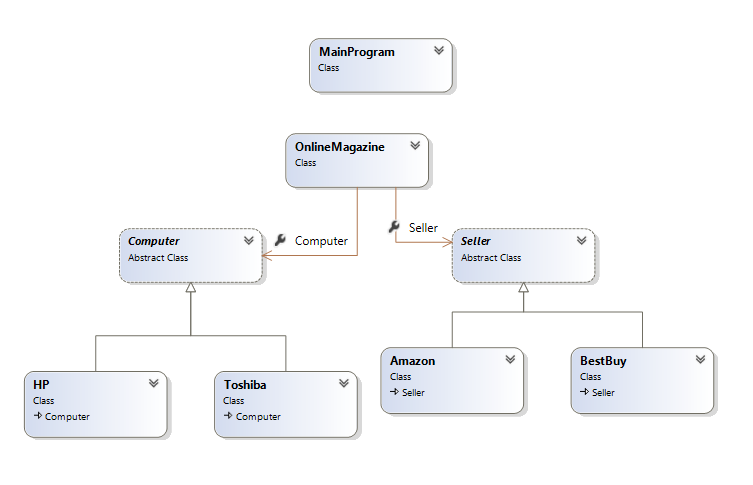 MainProgram
Class
OnlineMagazine
Class
Computer
Seller
Computer
Abstract Class
Seller
Abstract Class
HP
Class
Computer
Toshiba
Class
Computer
Amazon
Class
Seller
BestBuy
Class
Seller